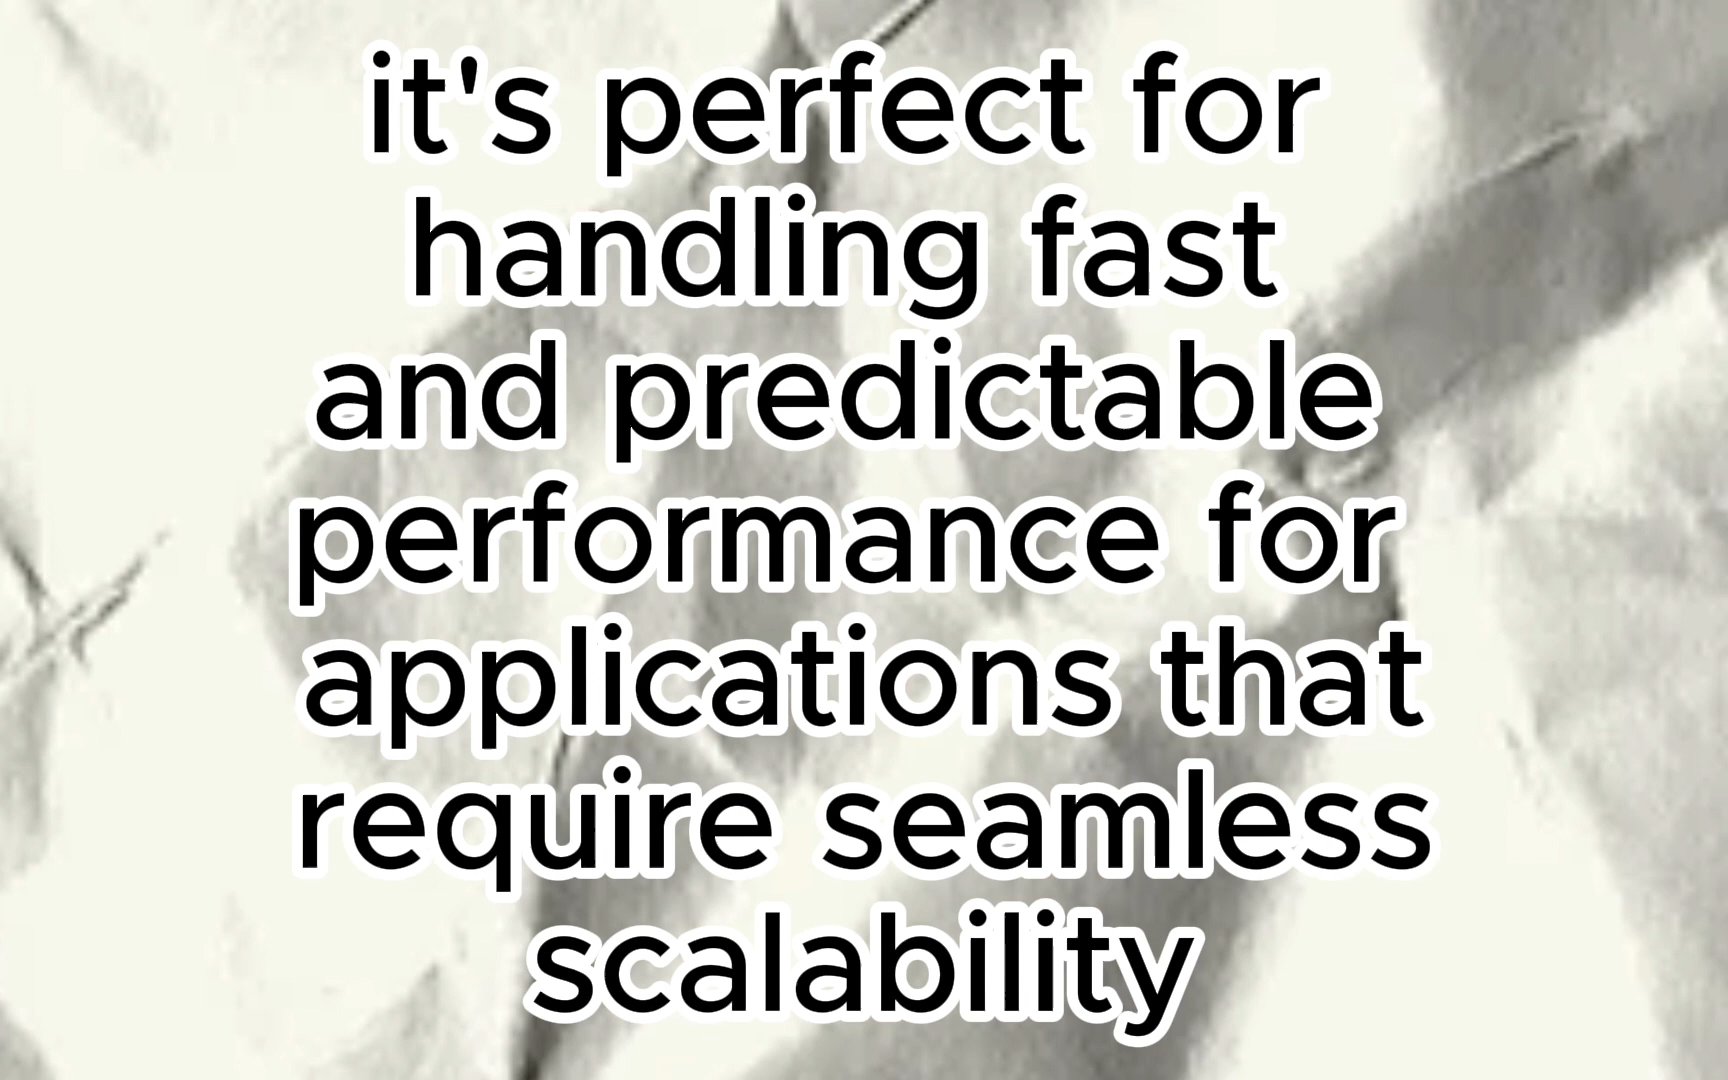 it's perfect for
handling fast
and predictable
performance for
applications that
require seamless
scalability